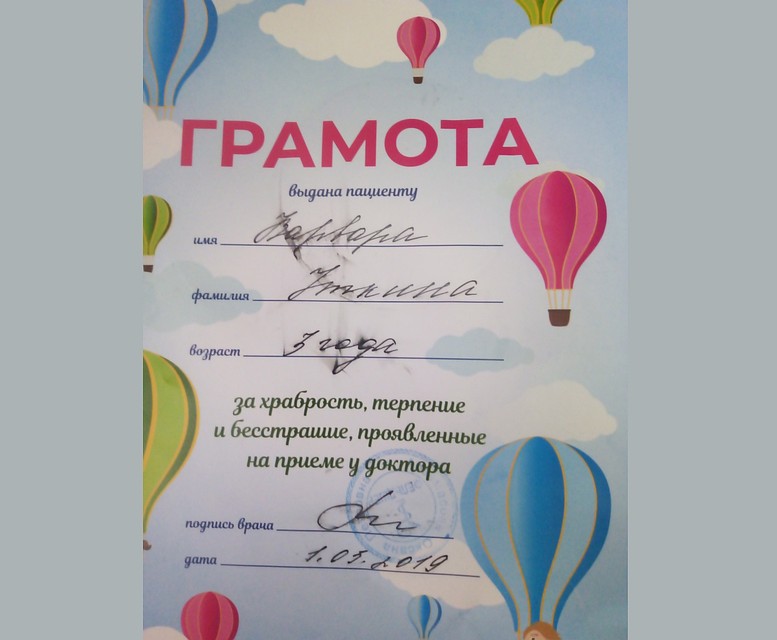 ГРАМОТА
выдана пациенту
имя Варвара
фамилия Уткина
возраст 3 года
за храбрость, терпение
и бесстрашие, проявленные
на приеме у доктора
подпись врача
дата 1.03.2019